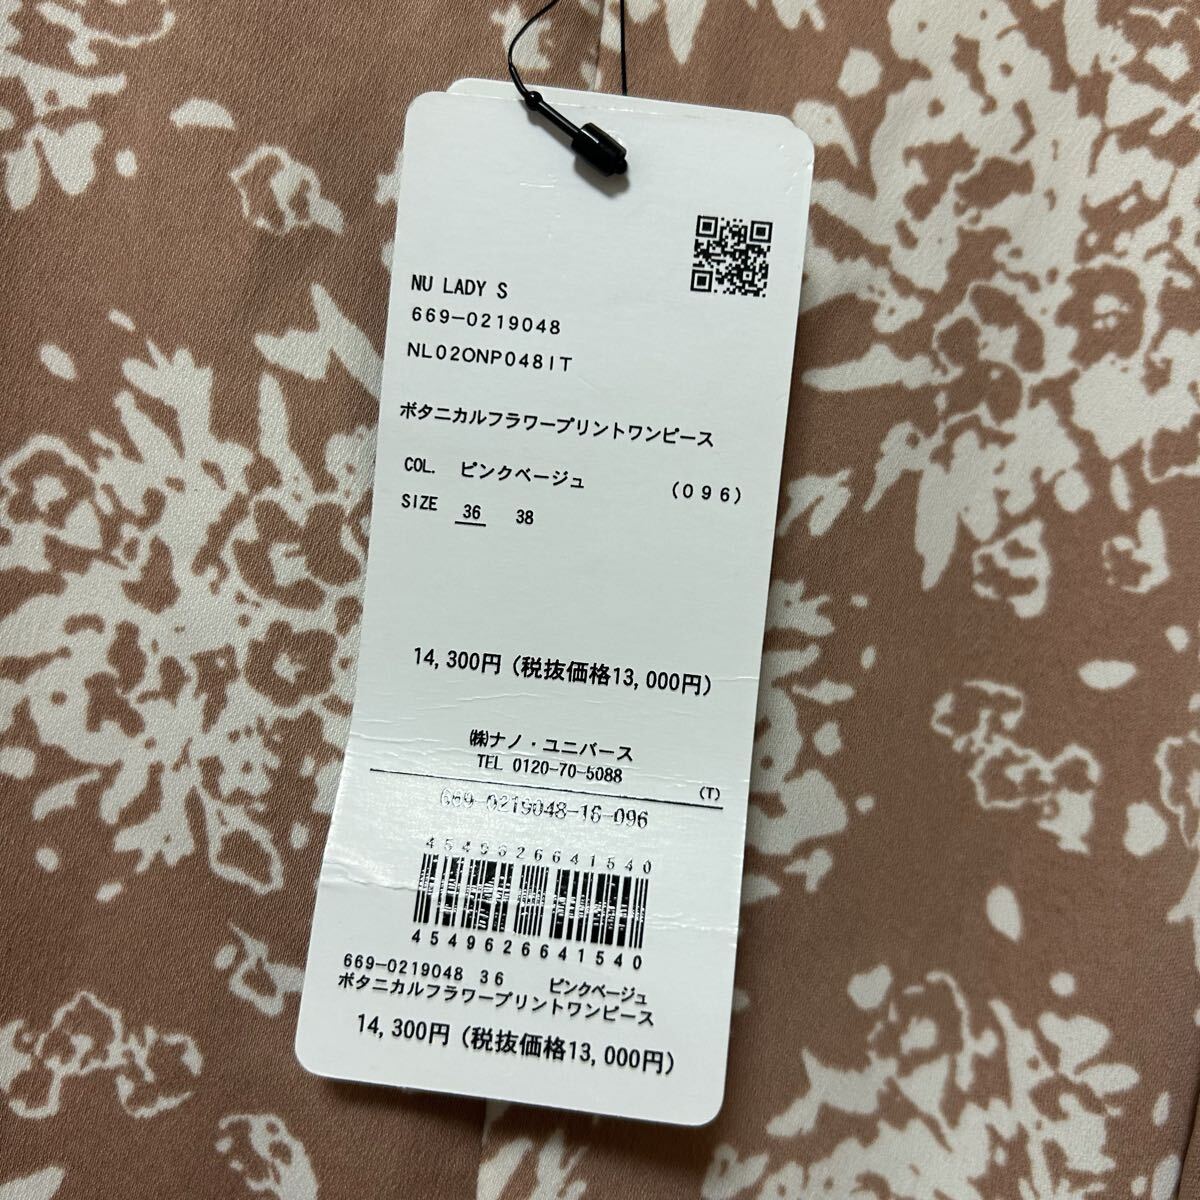 NU LADY S
669-0219048
NL02ONP048IT
ボタニカルフラワープリントワンピース
COL. ピンクベージュ (096)
SIZE 36 38
14,300円 (税抜価格13,000円)
㈱ナノ・ユニバース
TEL 0120-70-5088
(T)
669-0219048-16-096
4549626641540
4549626641540
669-0219048 36 ピンクベージュ
ボタニカルフラワープリントワンピース
14,300円 (税抜価格13,000円)